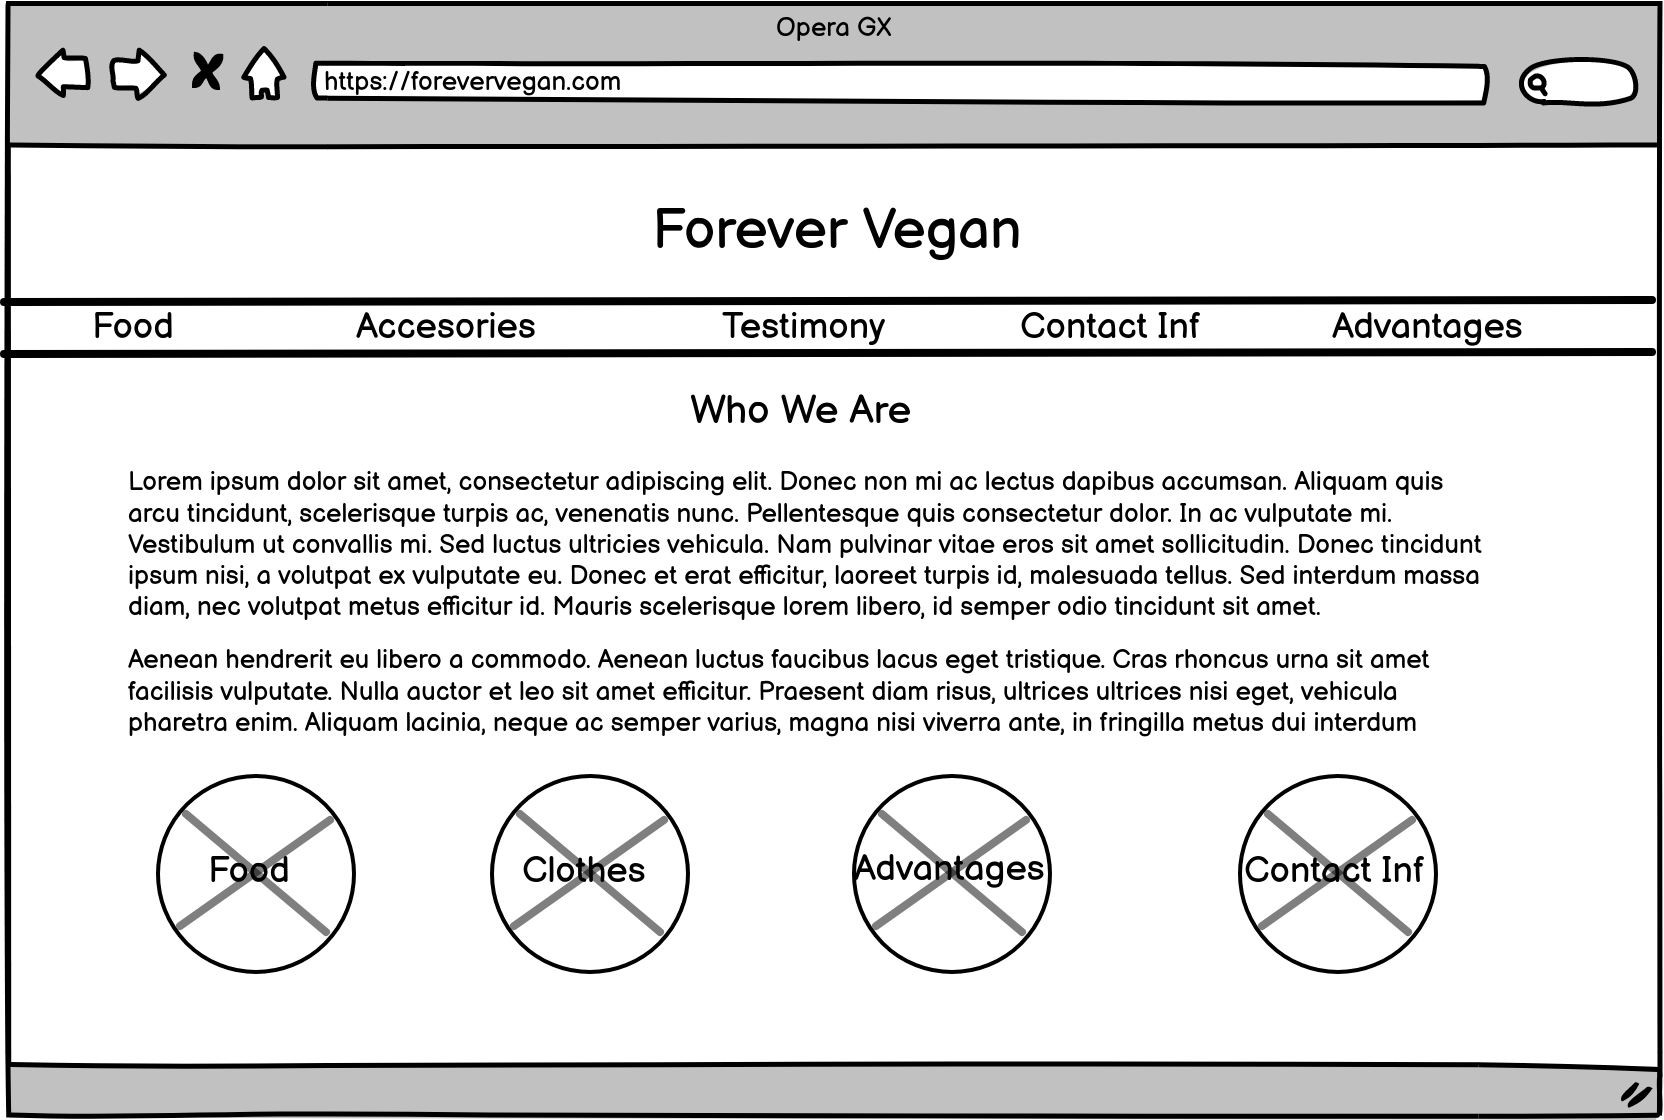 Opera GX
https://forevervegan.com
Forever Vegan
Food Accesories Testimony Contact Inf Advantages
Who We Are
Lorem ipsum dolor sit amet, consectetur adipiscing elit. Donec non mi ac lectus dapibus accumsan. Aliquam quis
arcu tincidunt, scelerisque turpis ac, venenatis nunc. Pellentesque quis consectetur dolor. In ac vulputate mi.
Vestibulum ut convallis mi. Sed luctus ultricies vehicula. Nam pulvinar vitae eros sit amet sollicitudin. Donec tincidunt
ipsum nisi, a volutpat ex vulputate eu. Donec et erat efficitur, laoreet turpis id, malesuada tellus. Sed interdum massa
diam, nec volutpat metus efficitur id. Mauris scelerisque lorem libero, id semper odio tincidunt sit amet.
Aenean hendrerit eu libero a commodo. Aenean luctus faucibus lacus eget tristique. Cras rhoncus urna sit amet
facilisis vulputate. Nulla auctor et leo sit amet efficitur. Praesent diam risus, ultrices ultrices nisi eget, vehicula
pharetra enim. Aliquam lacinia, neque ac semper varius, magna nisi viverra ante, in fringilla metus dui interdum
Food Clothes Advantages Contact Inf